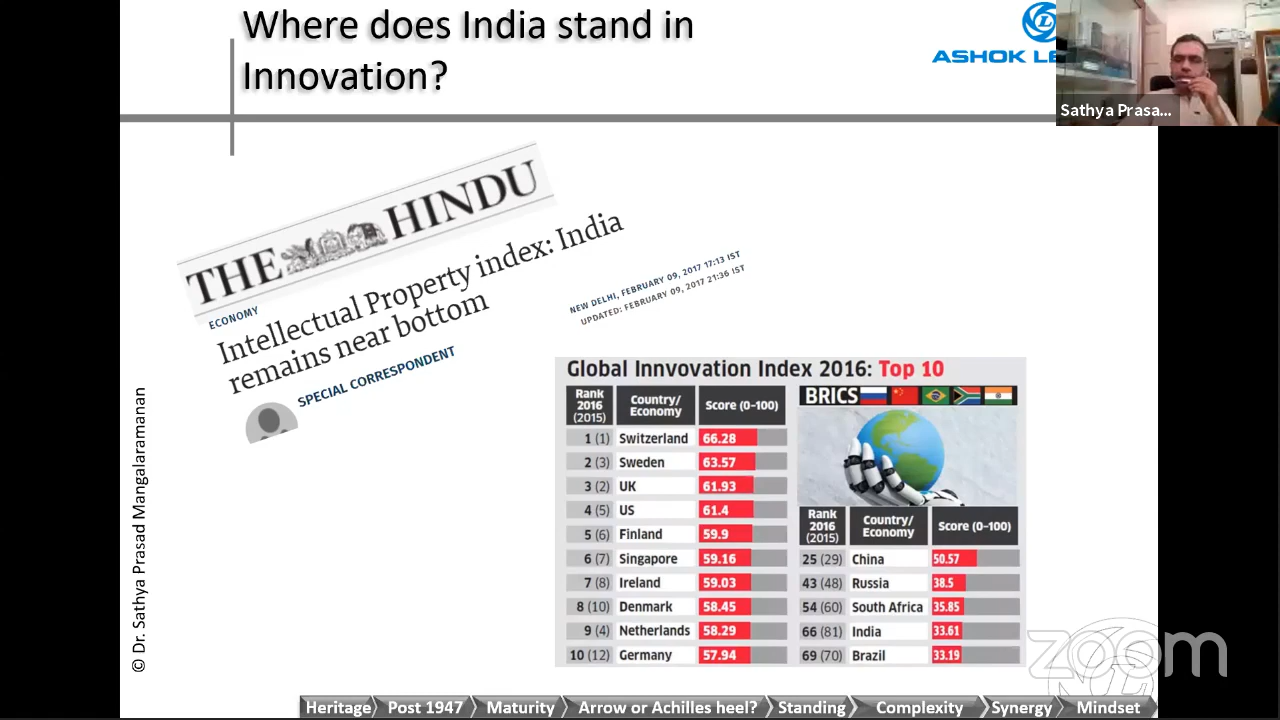 Where does India stand in
Innovation?
ASHOK LE
Sathya Prasa...
THE HINDU
ECONOMY
Intellectual Property index: India
remains near bottom
SPECIAL CORRESPONDENT
NEW DELHI, FEBRUARY 09, 2017 17:13 IST
UPDATED: FEBRUARY 09, 2017 21:36 IST
© Dr. Sathya Prasad Mangalaramanan
Global Innvovation Index 2016: Top 10
Rank 2016 (2015) Country/Economy Score (0-100)
1 (1) Switzerland 66.28
2 (3) Sweden 63.57
3 (2) UK 61.93
4 (5) US 61.4
5 (6) Finland 59.9
6 (7) Singapore 59.16
7 (8) Ireland 59.03
8 (10) Denmark 58.45
9 (4) Netherlands 58.29
10 (12) Germany 57.94
BRICS
Rank 2016 (2015) Country/Economy Score (0-100)
25 (29) China 50.57
43 (48) Russia 38.5
54 (60) South Africa 35.85
66 (81) India 33.61
69 (70) Brazil 33.19
zoom
Heritage Post 1947 Maturity Arrow or Achilles heel? Standing Complexity Synergy Mindset